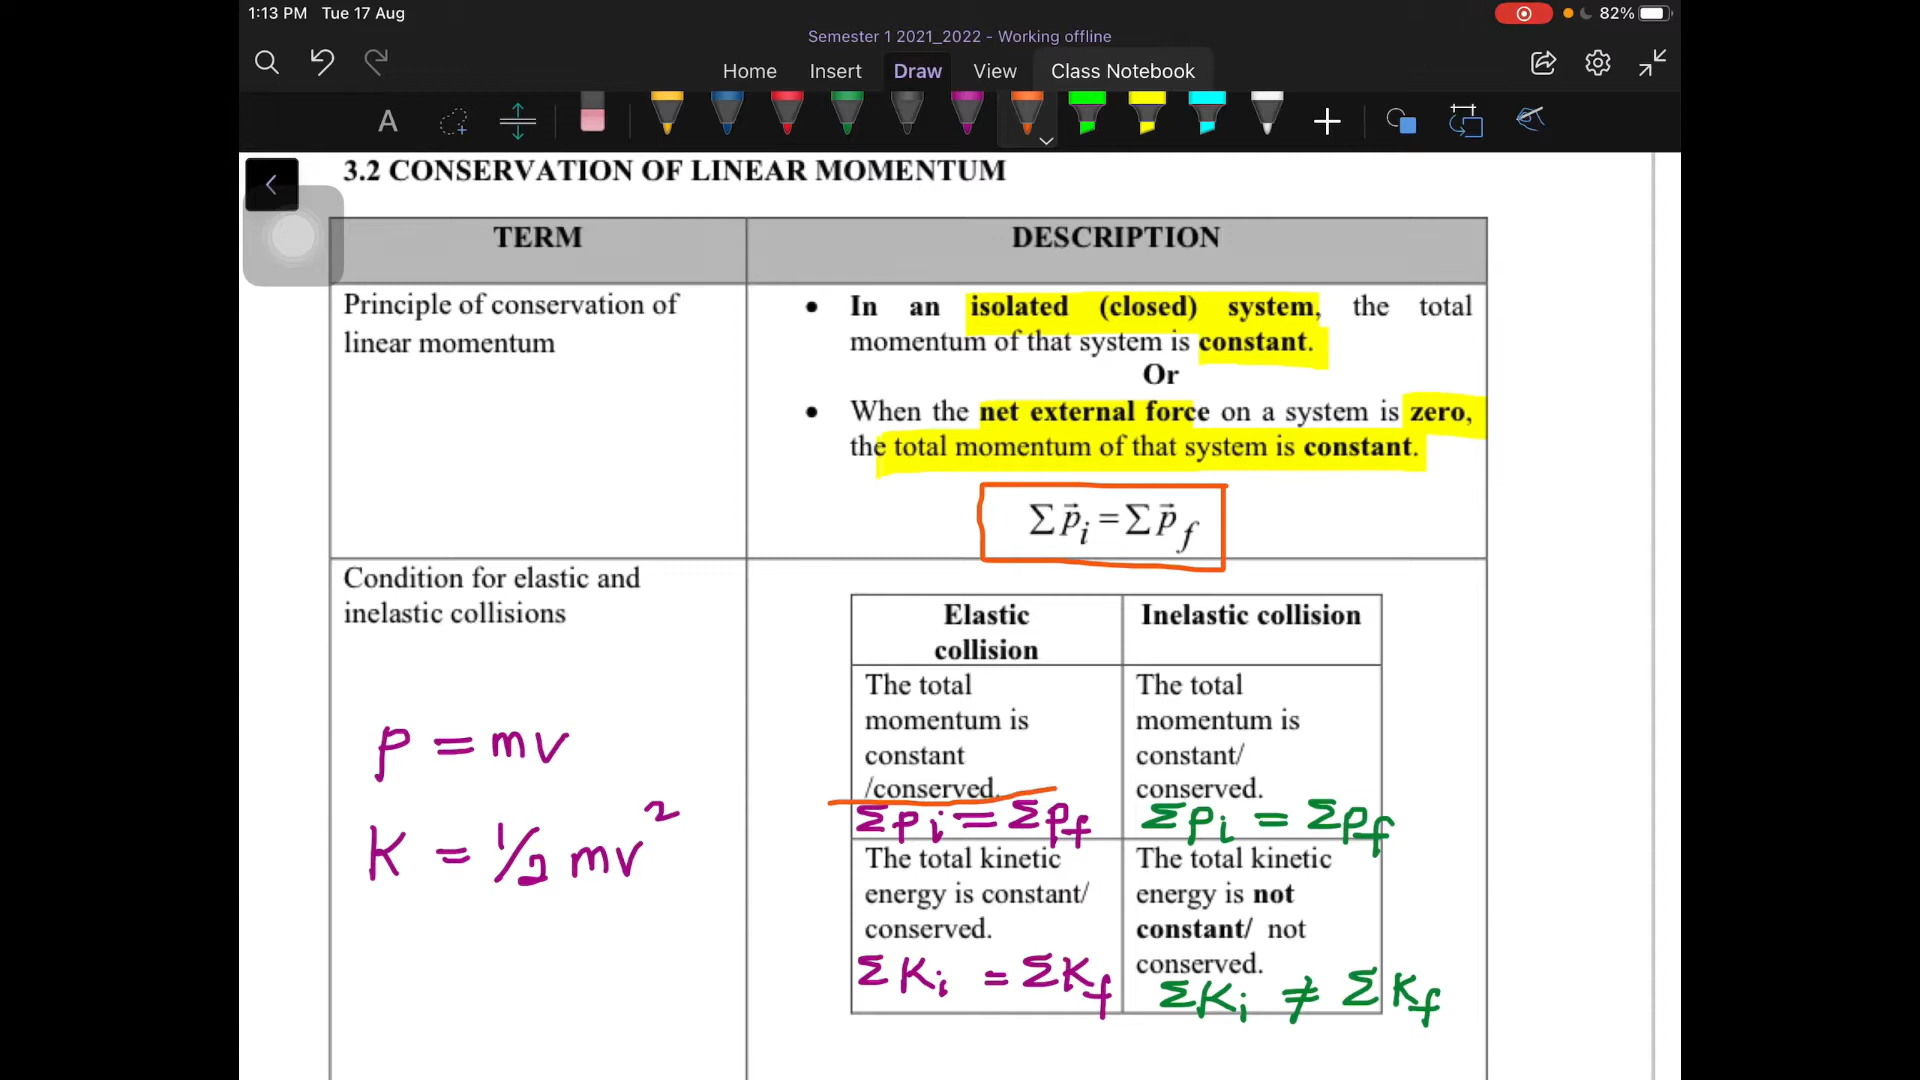 1:13 PM Tue 17 Aug
82%
Semester 1 2021_2022 - Working offline
Home Insert Draw View Class Notebook
A
3.2 CONSERVATION OF LINEAR MOMENTUM
TERM
DESCRIPTION
Principle of conservation of
linear momentum
• In an isolated (closed) system, the total
momentum of that system is constant.
Or
• When the net external force on a system is zero,
the total momentum of that system is constant.
∑p⃗i = ∑p⃗f
Condition for elastic and
inelastic collisions
p = mv
K = 1/2 mv²
Elastic
collision
Inelastic collision
The total
momentum is
constant
/conserved.
Σpi = Σpf
The total
momentum is
constant/
conserved.
Σpi = Σpf
The total kinetic
energy is constant/
conserved.
ΣKi = ΣKf
The total kinetic
energy is not
constant/ not
conserved.
ΣKi ≠ ΣKf